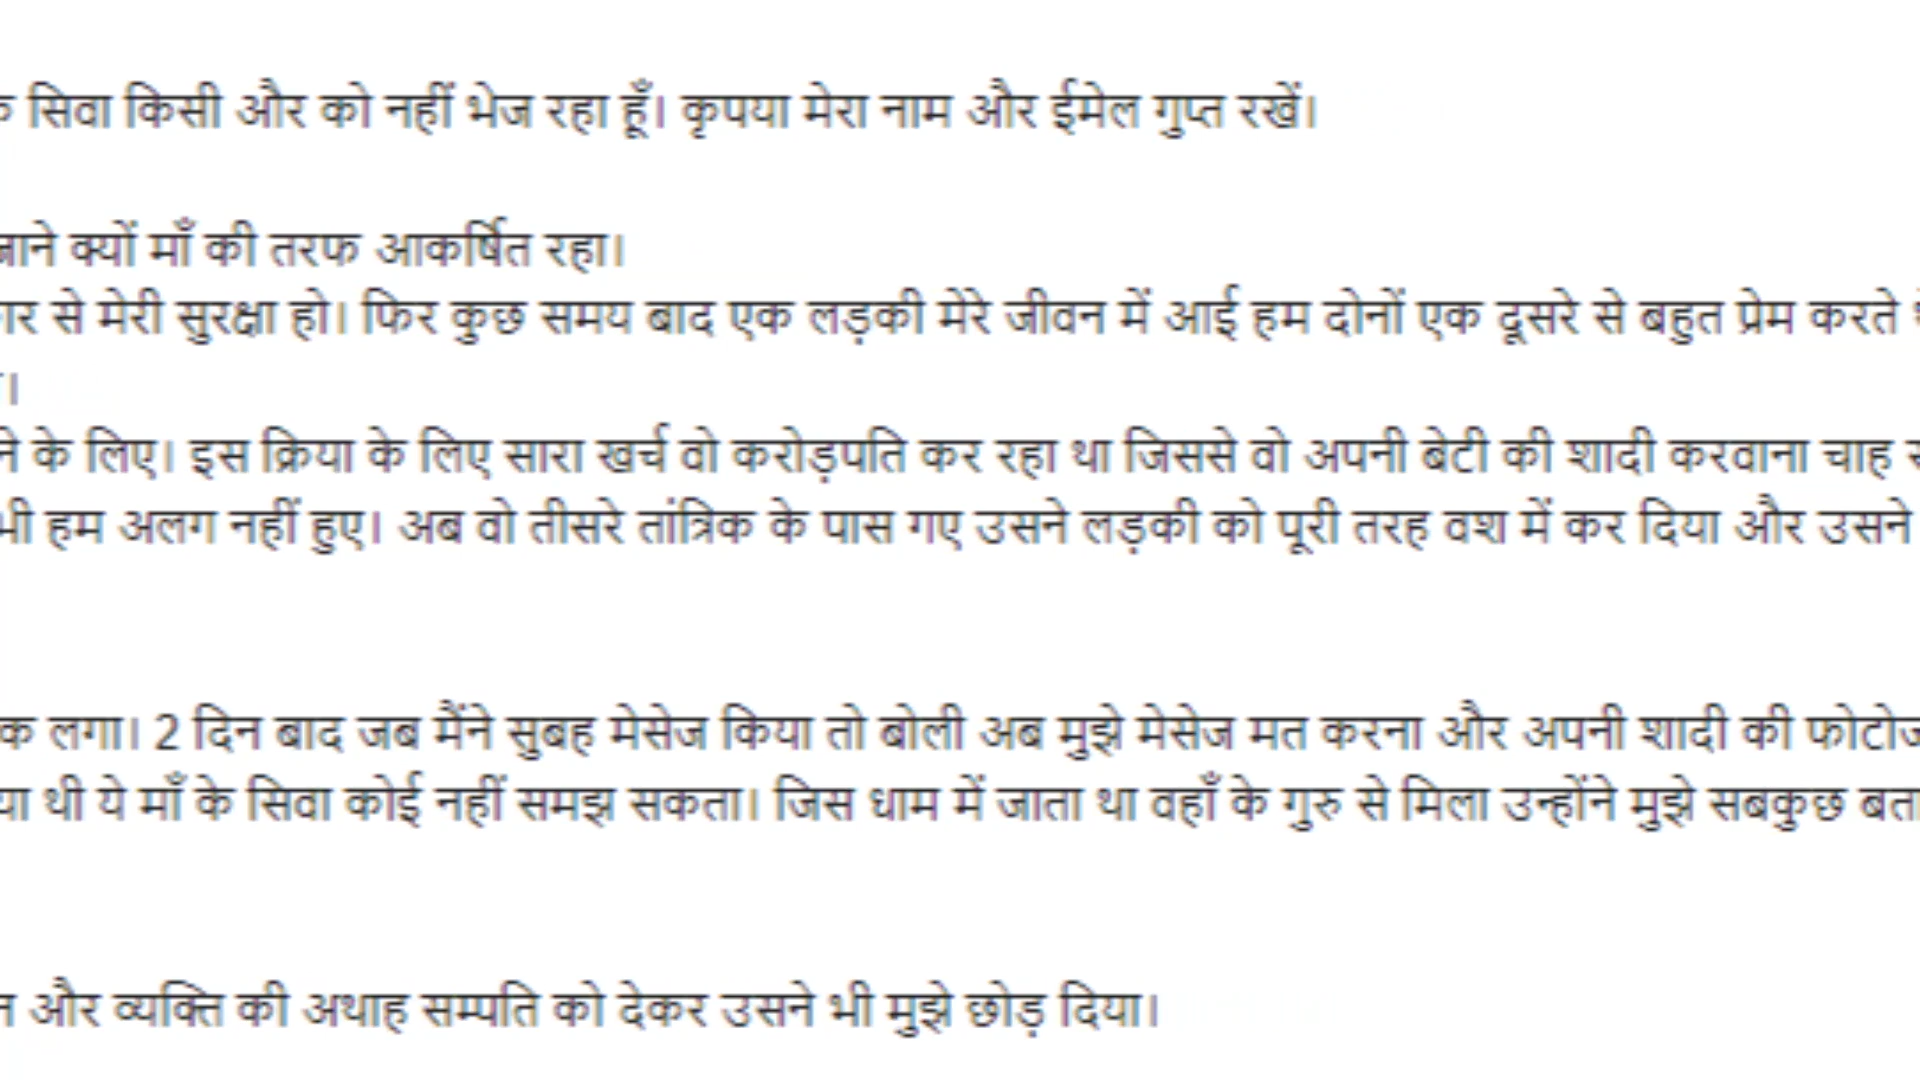 सिवा किसी और को नहीं भेज रहा हूँ। कृपया मेरा नाम और ईमेल गुप्त रखें।
क्यों माँ की तरफ आकर्षित रहा।
से मेरी सुरक्षा हो। फिर कुछ समय बाद एक लड़की मेरे जीवन में आई हम दोनों एक दूसरे से बहुत प्रेम करते
के लिए। इस क्रिया के लिए सारा खर्च वो करोड़पति कर रहा था जिससे वो अपनी बेटी की शादी करवाना चाह
भी हम अलग नहीं हुए। अब वो तीसरे तांत्रिक के पास गए उसने लड़की को पूरी तरह वश में कर दिया और उसने
लगा। 2 दिन बाद जब मैंने सुबह मेसेज किया तो बोली अब मुझे मेसेज मत करना और अपनी शादी की
थी ये माँ के सिवा कोई नहीं समझ सकता। जिस धाम में जाता था वहाँ के गुरु से मिला उन्होंने मुझे सबकुछ
और व्यक्ति की अथाह सम्पति को देकर उसने भी मुझे छोड़ दिया।